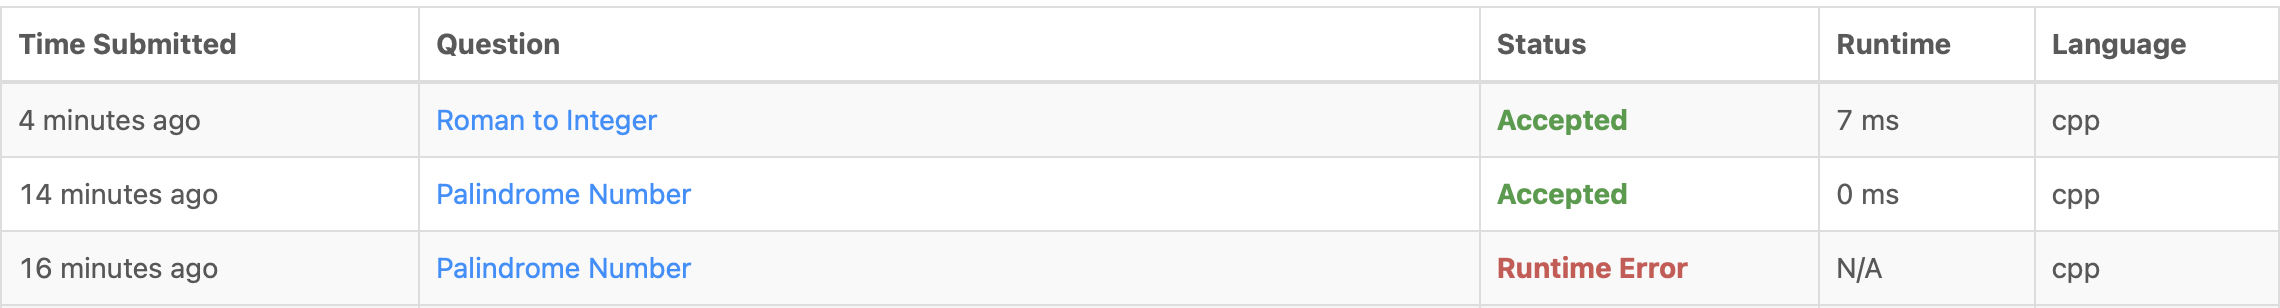 Time Submitted Question Status Runtime Language
4 minutes ago Roman to Integer Accepted 7 ms cpp
14 minutes ago Palindrome Number Accepted 0 ms cpp
16 minutes ago Palindrome Number Runtime Error N/A cpp